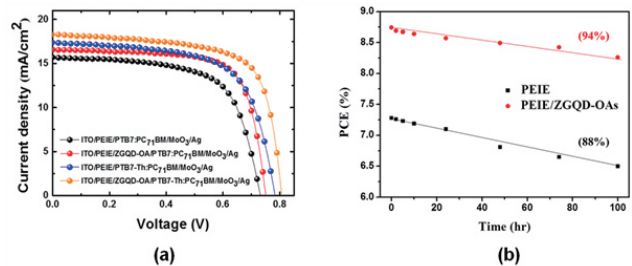 (a)
Current density (mA/cm²)
20
15
10
5
0
ITO/PEIE/PTB7:PC₇₁BM/MoO₃/Ag
ITO/PEIE/ZGQD-OA/PTB7:PC₇₁BM/MoO₃/Ag
ITO/PEIE/PTB7-Th:PC₇₁BM/MoO₃/Ag
ITO/PEIE/ZGQD-OA/PTB7-Th:PC₇₁BM/MoO₃/Ag
0.0 0.2 0.4 0.6 0.8
Voltage (V)
(a)
(b)
PCE (%)
9.0
8.5
8.0
7.5
7.0
6.5
6.0
(94%)
PEIE
PEIE/ZGQD-OAs
(88%)
0 20 40 60 80 100
Time (hr)
(b)